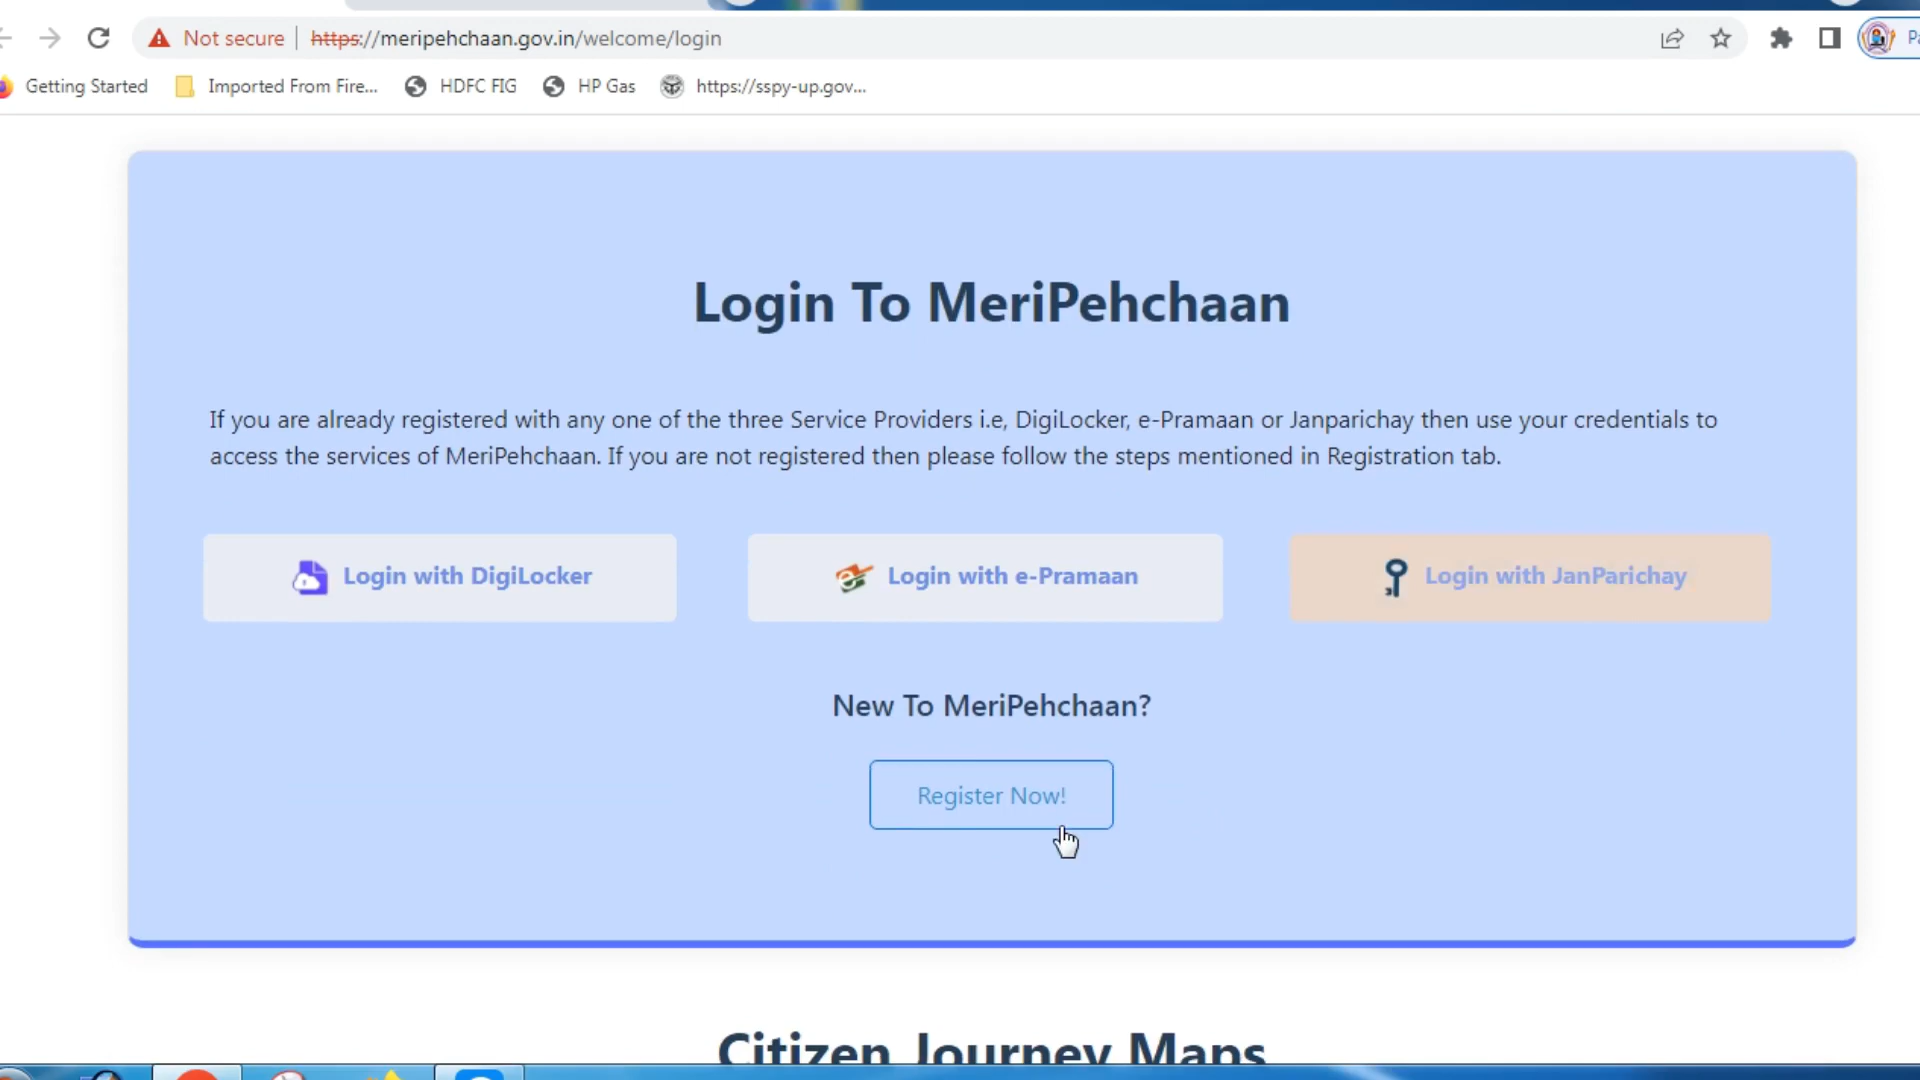 Not secure https://meripehchaan.gov.in/welcome/login
Getting Started Imported From Fire... HDFC FIG HP Gas https://sspy-up.gov...
Login To MeriPehchaan
If you are already registered with any one of the three Service Providers i.e, DigiLocker, e-Pramaan or Janparichay then use your credentials to
access the services of MeriPehchaan. If you are not registered then please follow the steps mentioned in Registration tab.
Login with DigiLocker Login with e-Pramaan Login with JanParichay
New To MeriPehchaan?
Register Now!
Citizen Journey Maps